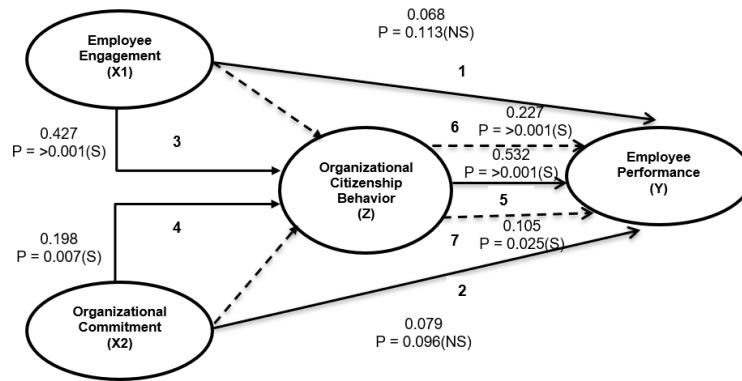 0.068
P = 0.113(NS)
Employee
Engagement
(X1)
1
0.427
P = >0.001(S)
3
6
0.227
P = >0.001(S)
0.532
P = >0.001(S)
Organizational
Citizenship
Behavior
(Z)
Employee
Performance
(Y)
5
4
0.198
P = 0.007(S)
7
0.105
P = 0.025(S)
2
Organizational
Commitment
(X2)
0.079
P = 0.096(NS)